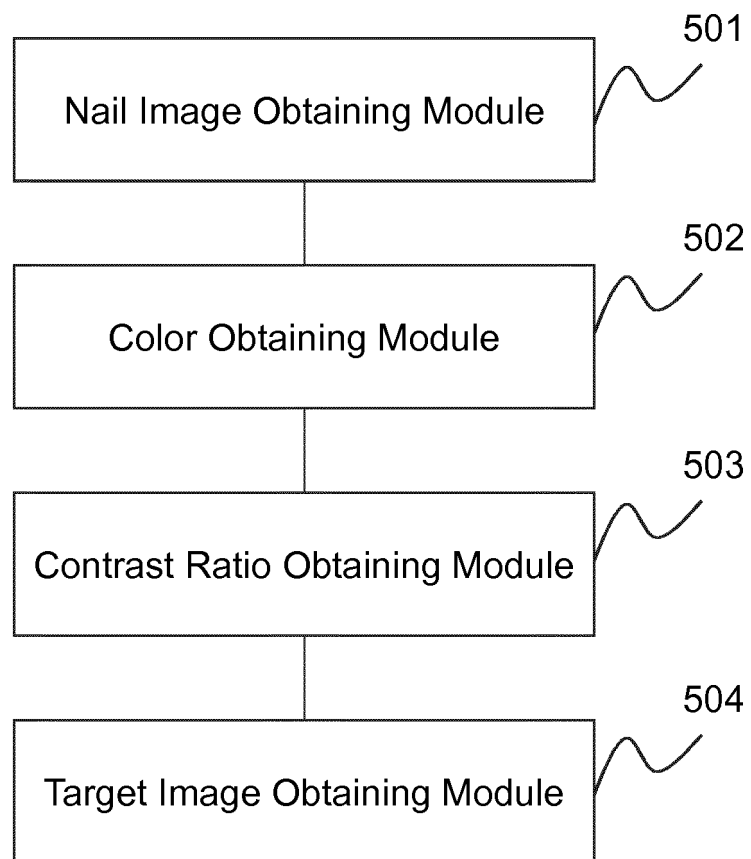 501
Nail Image Obtaining Module
502
Color Obtaining Module
503
Contrast Ratio Obtaining Module
504
Target Image Obtaining Module